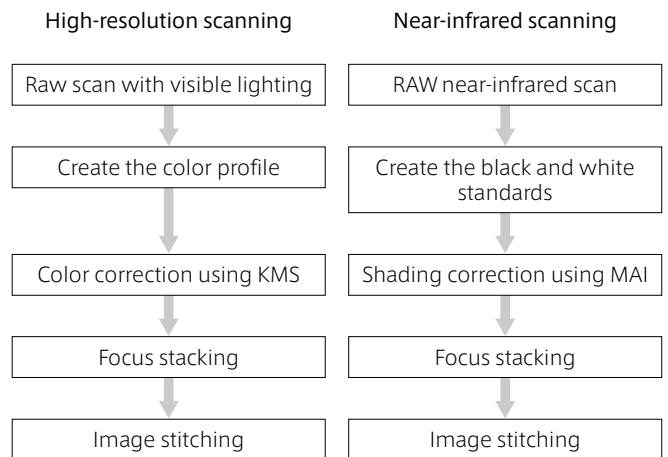 High-resolution scanning
Raw scan with visible lighting
Create the color profile
Color correction using KMS
Focus stacking
Image stitching
Near-infrared scanning
RAW near-infrared scan
Create the black and white
standards
Shading correction using MAI
Focus stacking
Image stitching